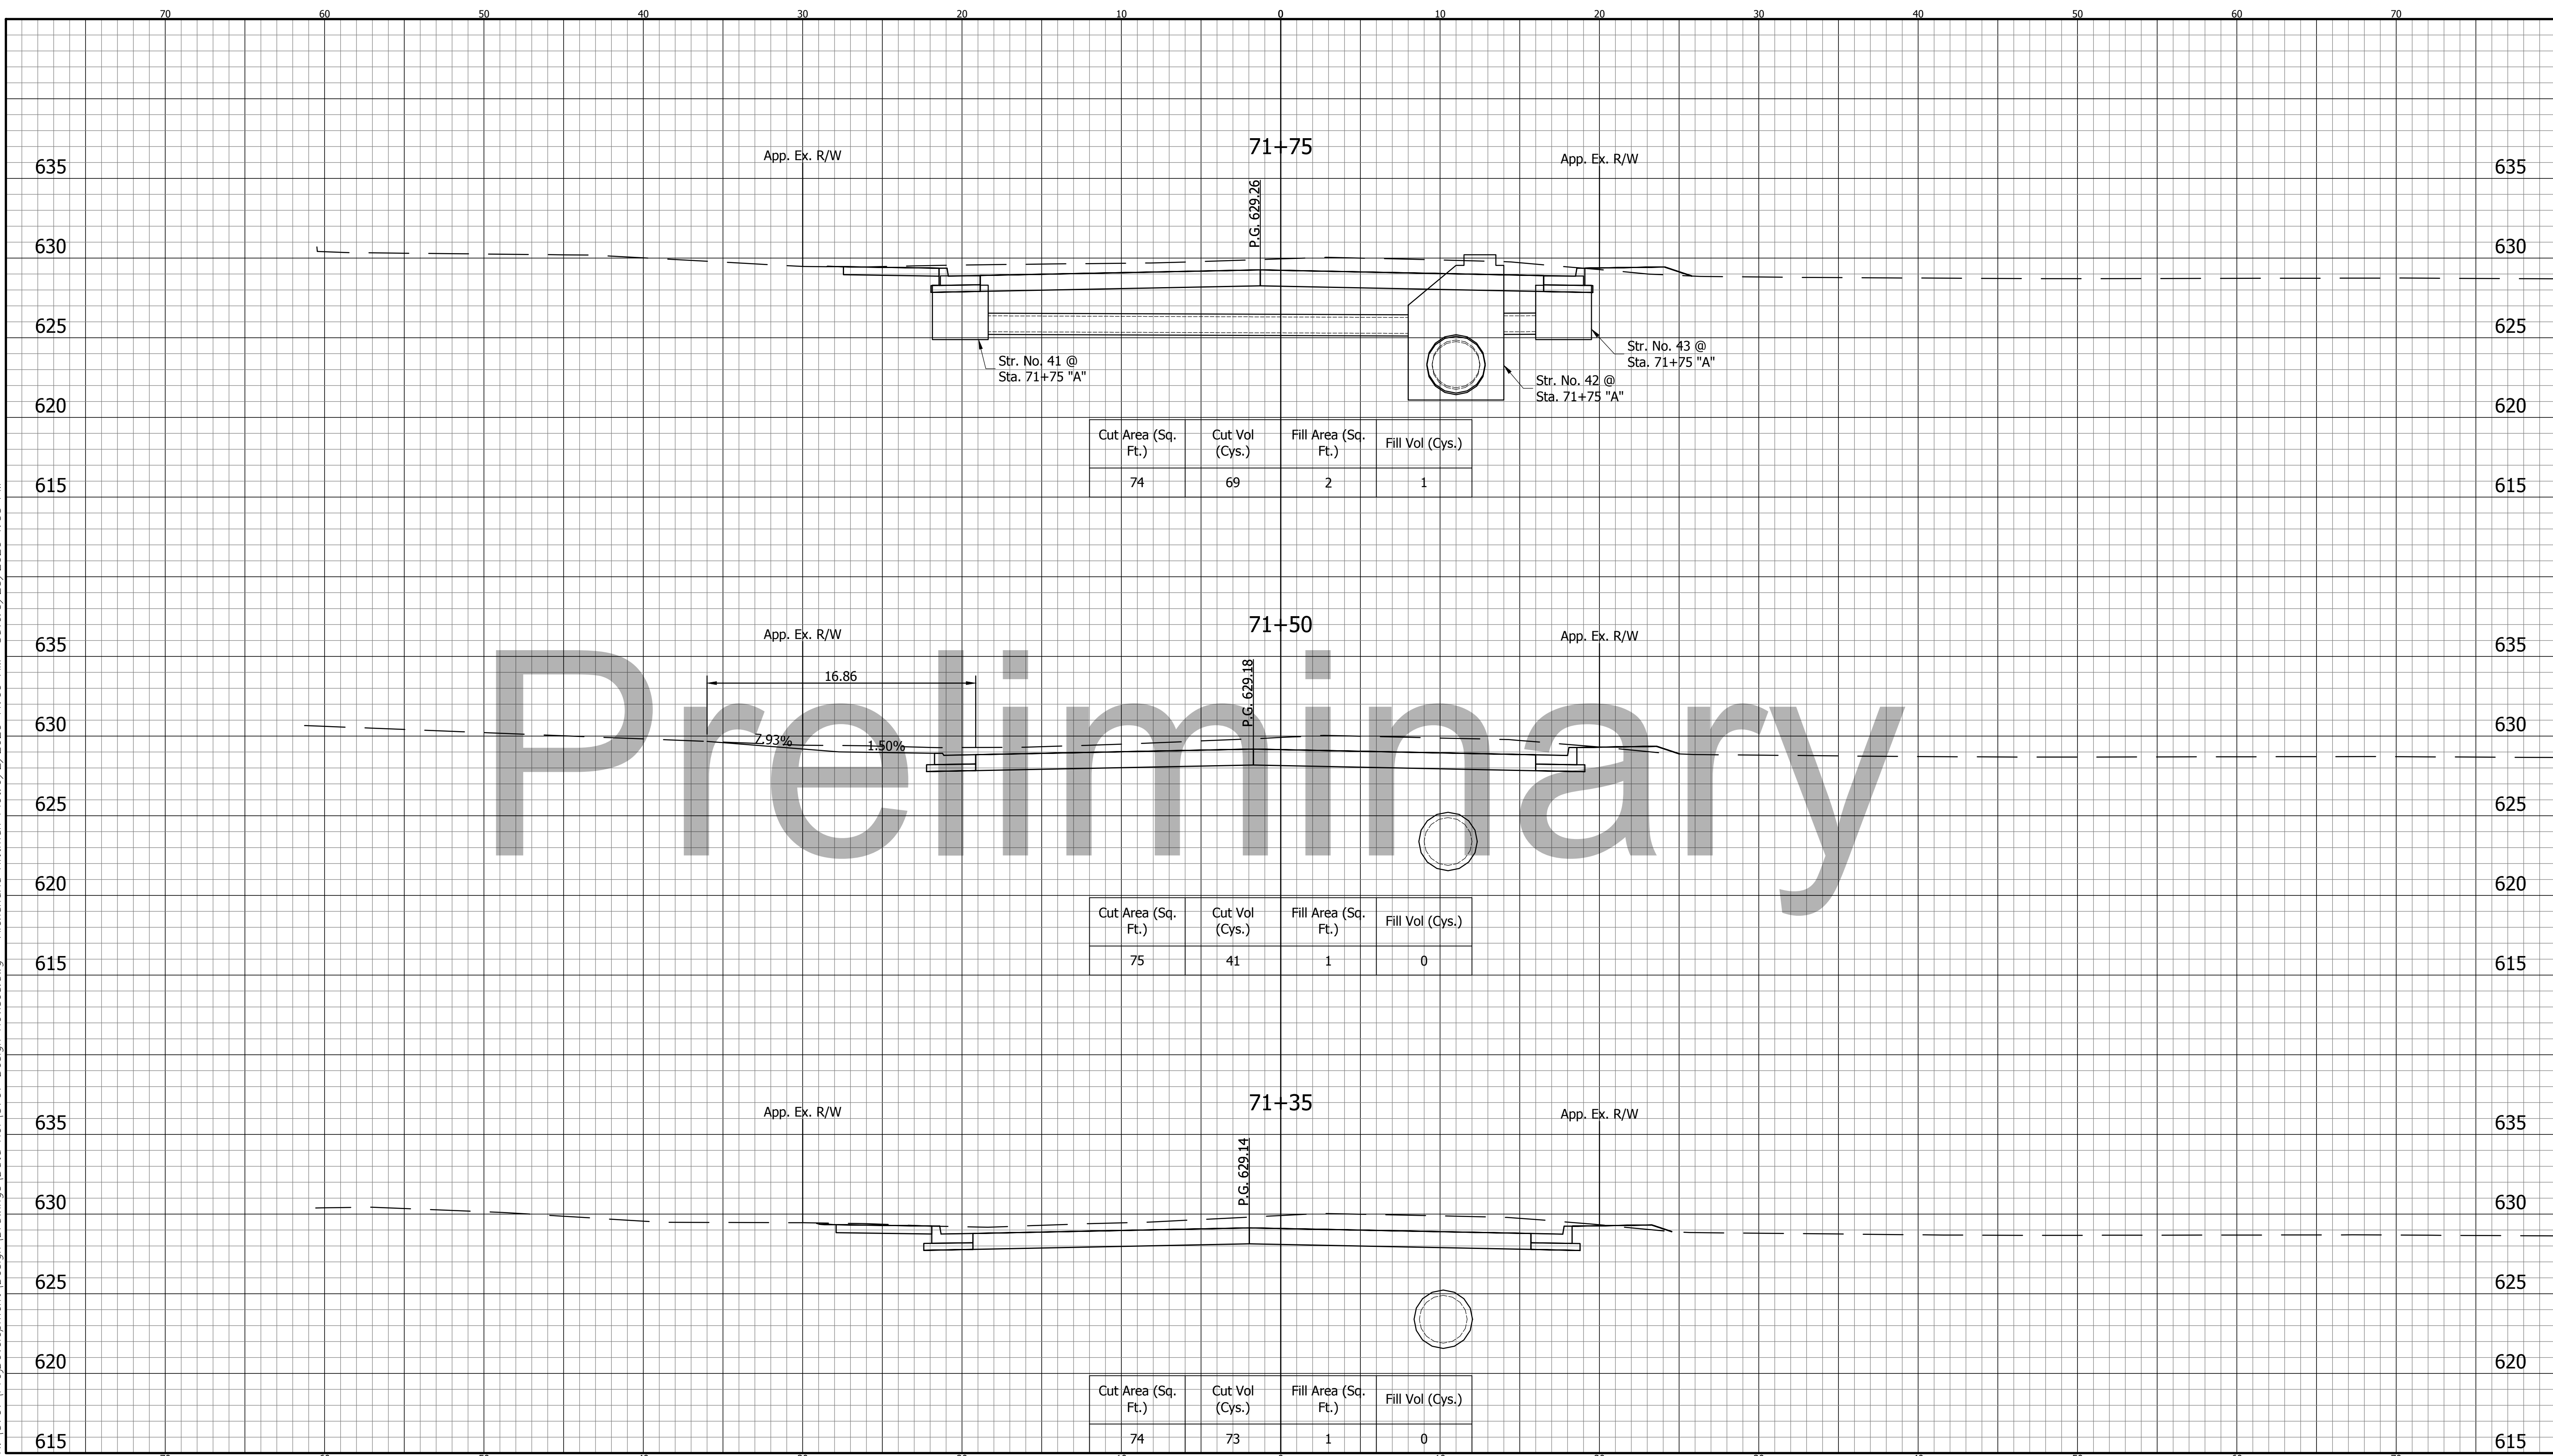 70 60 50 40 30 20 10 0 10 20 30 40 50 60 70
71+75
App. Ex. R/W
App. Ex. R/W
635
635
P.G. 629.26
630
630
625
625
Str. No. 41 @
Sta. 71+75 "A"
Str. No. 43 @
Sta. 71+75 "A"
Str. No. 42 @
Sta. 71+75 "A"
620
620
Cut Area (Sq. Ft.)
Cut Vol (Cys.)
Fill Area (Sq. Ft.)
Fill Vol (Cys.)
74 69 2 1
615
615
71+50
App. Ex. R/W
App. Ex. R/W
635
635
16.86
P.G. 629.18
630
630
7.93%
1.50%
Preliminary
625
625
620
620
Cut Area (Sq. Ft.)
Cut Vol (Cys.)
Fill Area (Sq. Ft.)
Fill Vol (Cys.)
75 41 1 0
615
615
71+35
App. Ex. R/W
App. Ex. R/W
635
635
P.G. 629.14
630
630
625
625
620
620
Cut Area (Sq. Ft.)
Cut Vol (Cys.)
Fill Area (Sq. Ft.)
Fill Vol (Cys.)
74 73 1 0
615
615